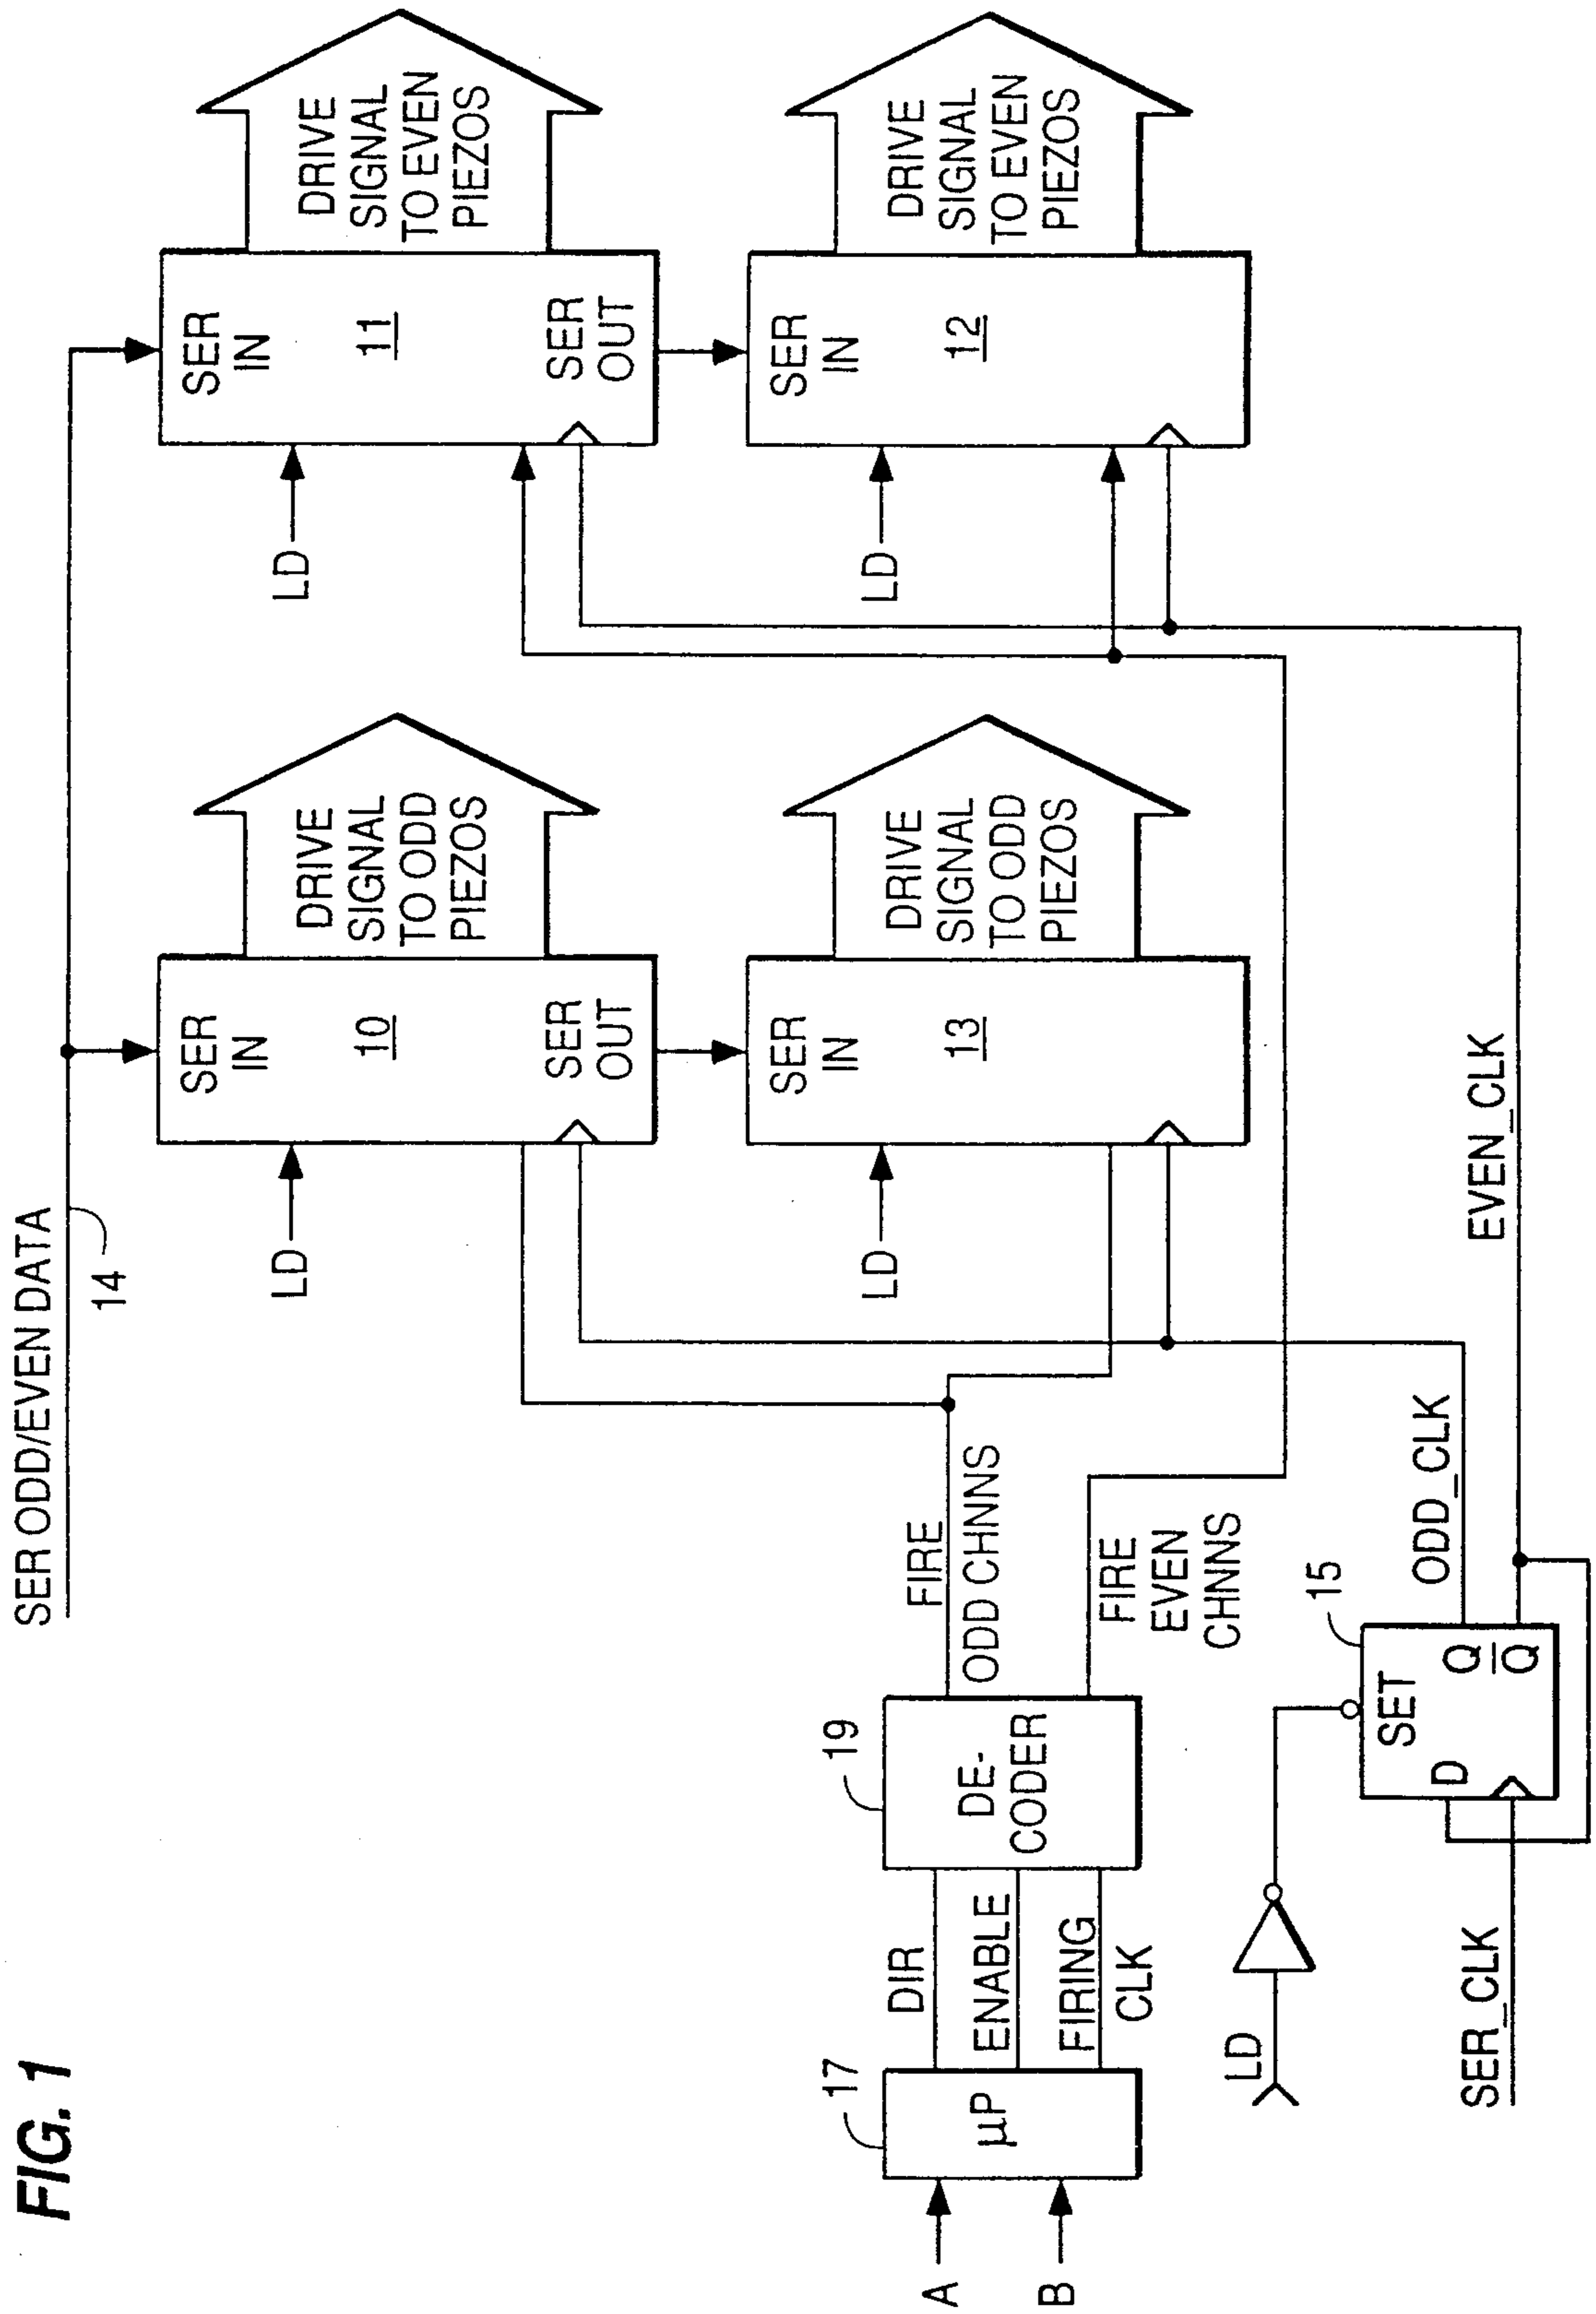 FIG. 1
SER ODD/EVEN DATA
14
SER
IN
10
SER
OUT
DRIVE
SIGNAL
TO ODD
PIEZOS
LD
SER
IN
11
SER
OUT
DRIVE
SIGNAL
TO EVEN
PIEZOS
LD
SER
IN
13
DRIVE
SIGNAL
TO ODD
PIEZOS
LD
SER
IN
12
DRIVE
SIGNAL
TO EVEN
PIEZOS
LD
A
B
17
µP
DIR
ENABLE
FIRING
CLK
19
DE-
CODER
FIRE
ODD CHNNS
FIRE
EVEN
CHNNS
LD
SER_CLK
15
SET
D
Q
Q̅
ODD_CLK
EVEN_CLK